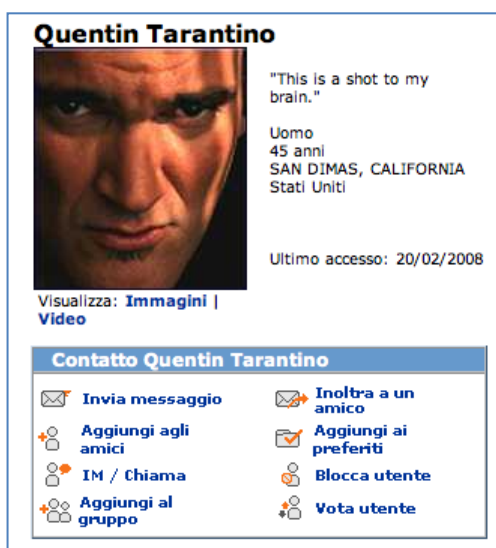 Quentin Tarantino
"This is a shot to my
brain."
Uomo
45 anni
SAN DIMAS, CALIFORNIA
Stati Uniti
Ultimo accesso: 20/02/2008
Visualizza: Immagini |
Video
Contatto Quentin Tarantino
Invia messaggio
Inoltra a un
amico
Aggiungi agli
amici
Aggiungi ai
preferiti
IM / Chiama
Blocca utente
Aggiungi al
gruppo
Vota utente